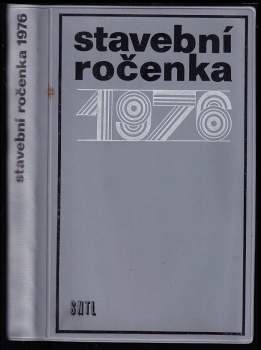 stavební ročenka 1976
stavební
ročenka
1976
SNTL